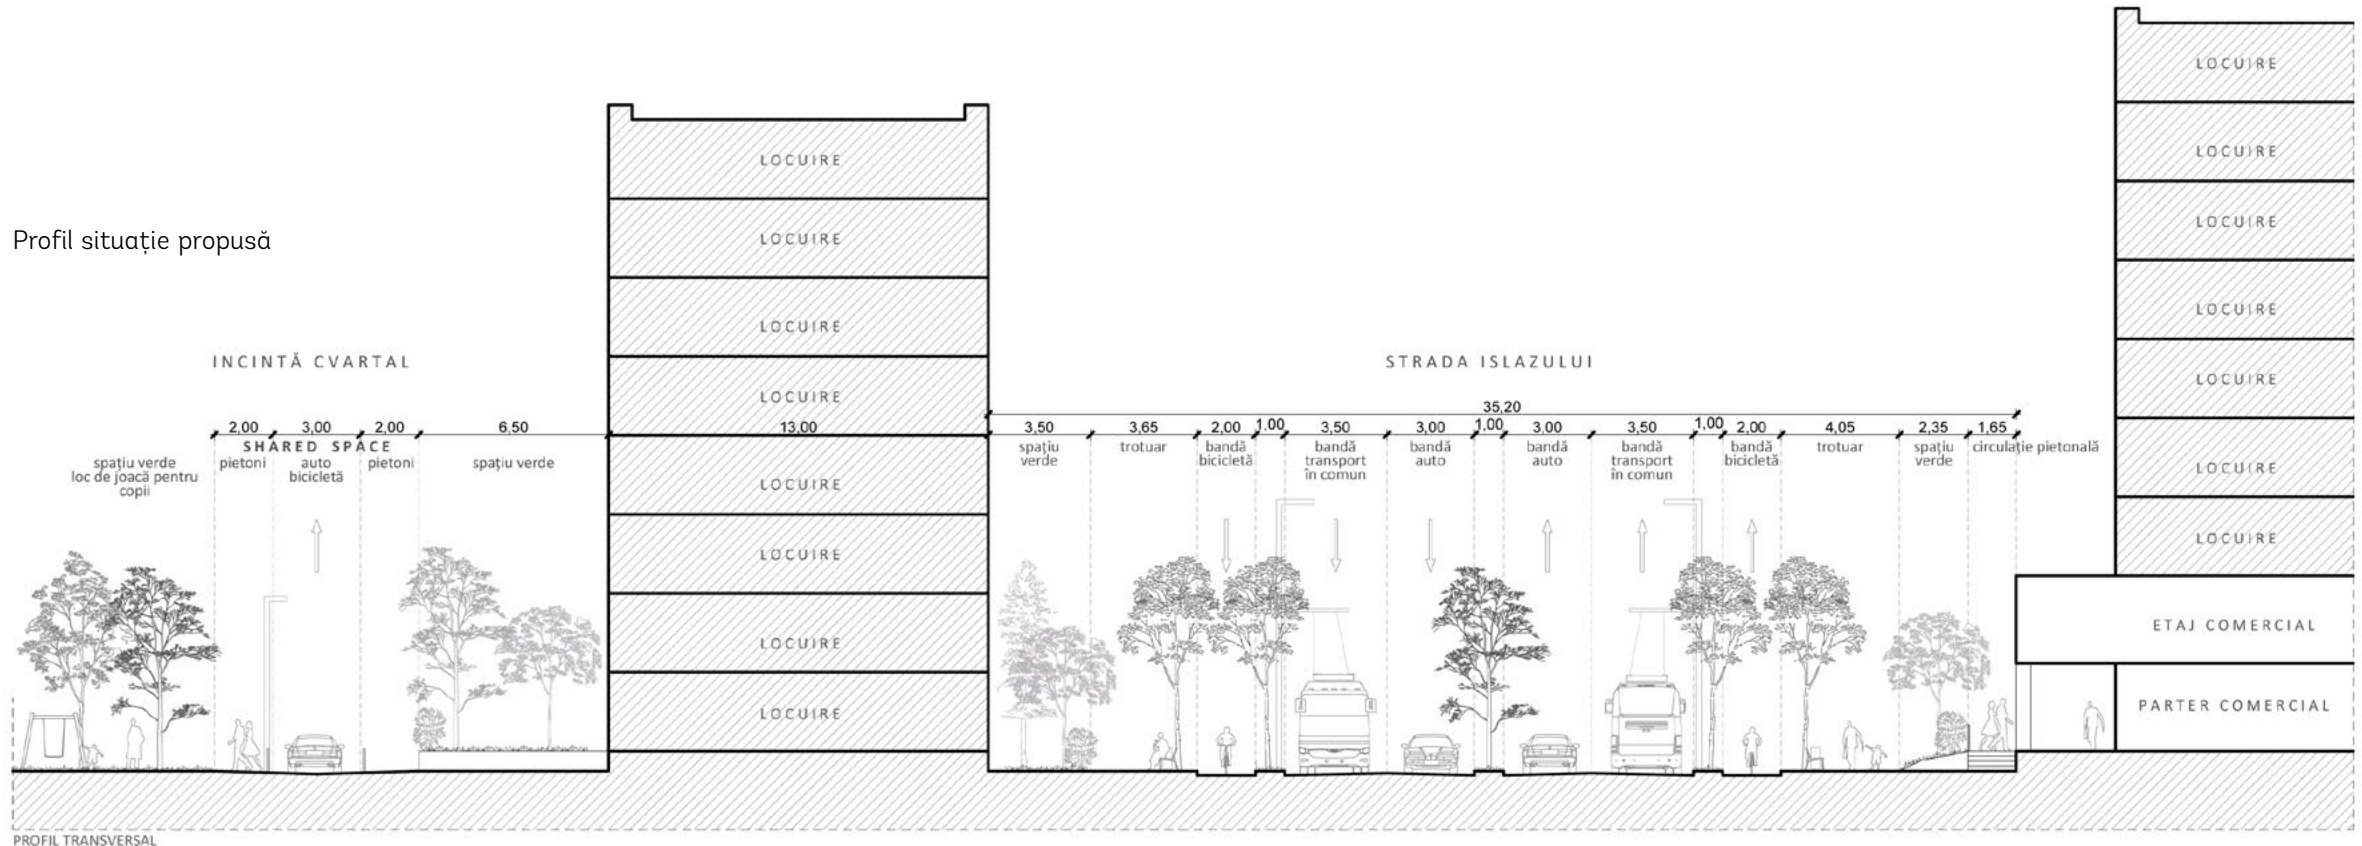 LOCUIRE
LOCUIRE
LOCUIRE
LOCUIRE
LOCUIRE
Profil situație propusă
LOCUIRE
LOCUIRE
LOCUIRE
INCINTĂ CVARTAL
STRADA ISLAZULUI
LOCUIRE
LOCUIRE
35,20
2,00 3,00 2,00 6,50 13,00 3,50 3,65 2,00 1,00 3,50 3,00 1,00 3,00 3,50 1,00 2,00 4,05 2,35 1,65
SHARED SPACE
spațiu verde
loc de joacă pentru
copii
pietoni
auto
bicicletă
pietoni
spațiu verde
spațiu
verde
trotuar
bandă
bicicletă
bandă
transport
în comun
bandă
auto
bandă
auto
bandă
transport
în comun
bandă
bicicletă
trotuar
spațiu
verde
circulație pietonală
LOCUIRE
LOCUIRE
LOCUIRE
LOCUIRE
LOCUIRE
LOCUIRE
ETAJ COMERCIAL
PARTER COMERCIAL
PROFIL TRANSVERSAL